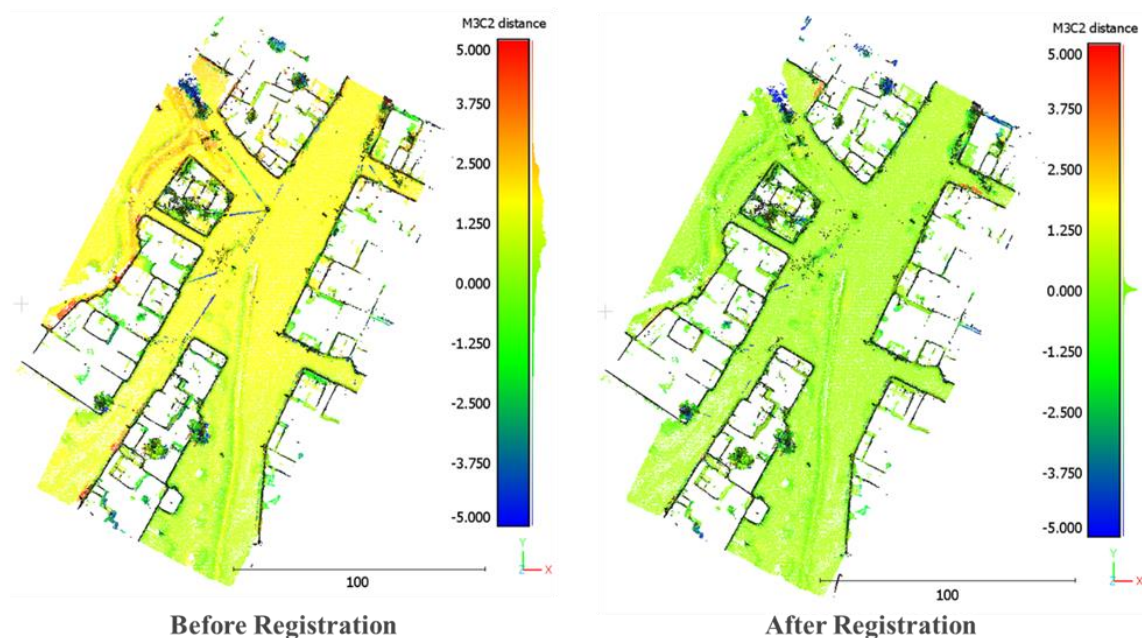 M3C2 distance
5.000
3.750
2.500
1.250
0.000
-1.250
-2.500
-3.750
-5.000
Y
Z X
100
Before Registration
M3C2 distance
5.000
3.750
2.500
1.250
0.000
-1.250
-2.500
-3.750
-5.000
Y
Z X
100
After Registration